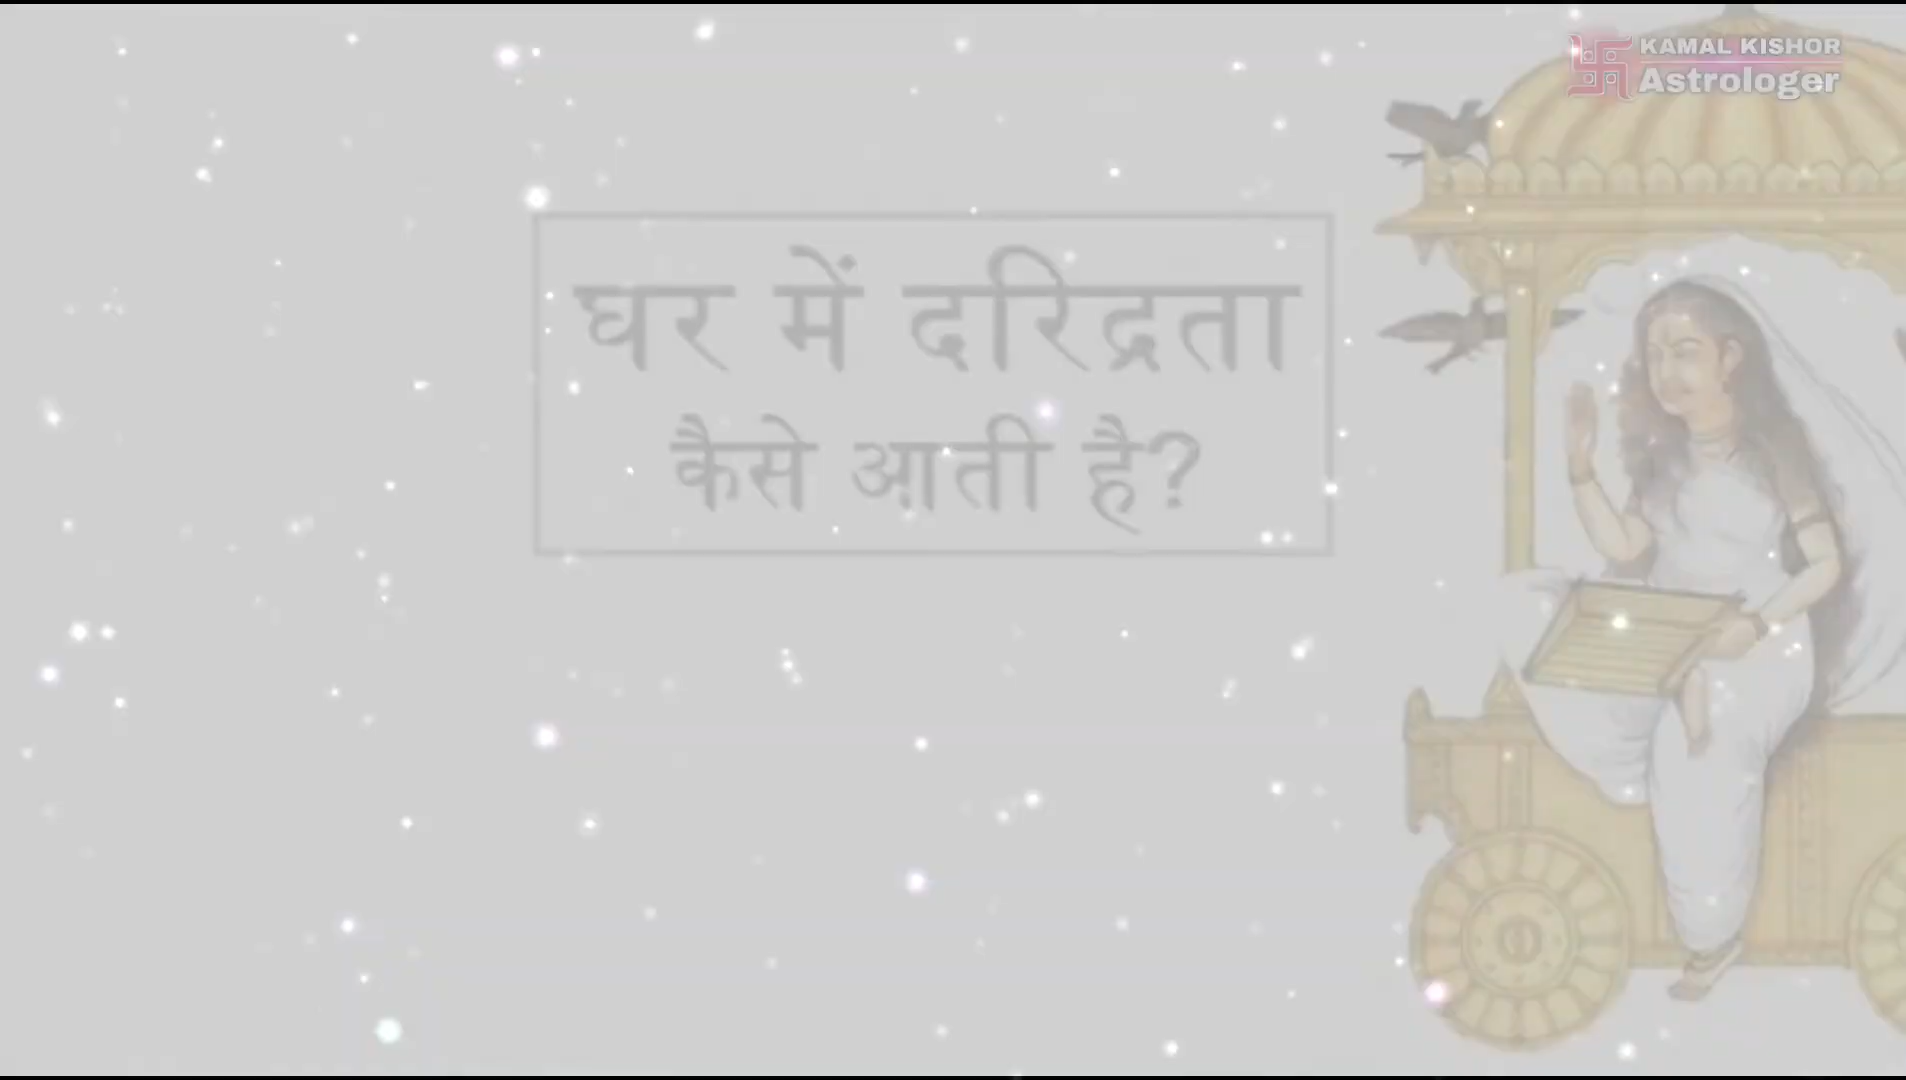 KAMAL KISHOR
Astrologer
घर में दरिद्रता
कैसे आती है?